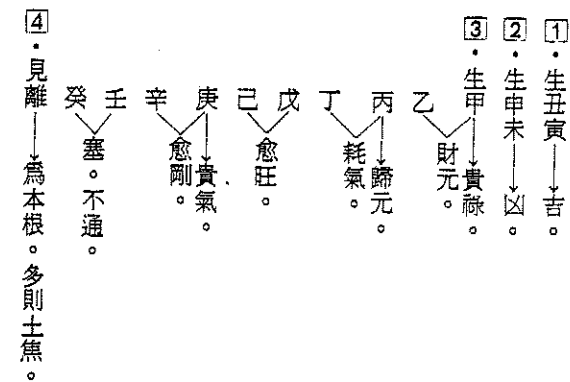 1・生丑寅→吉。
2・生申未→凶。
3・生甲→貴祿。
乙
財元。
丙→歸元。
丁
耗氣。
戊
己
愈旺。
庚→貴氣。
辛
愈剛。
壬
癸
塞。不通。
4・見離→爲本根。多則土焦。